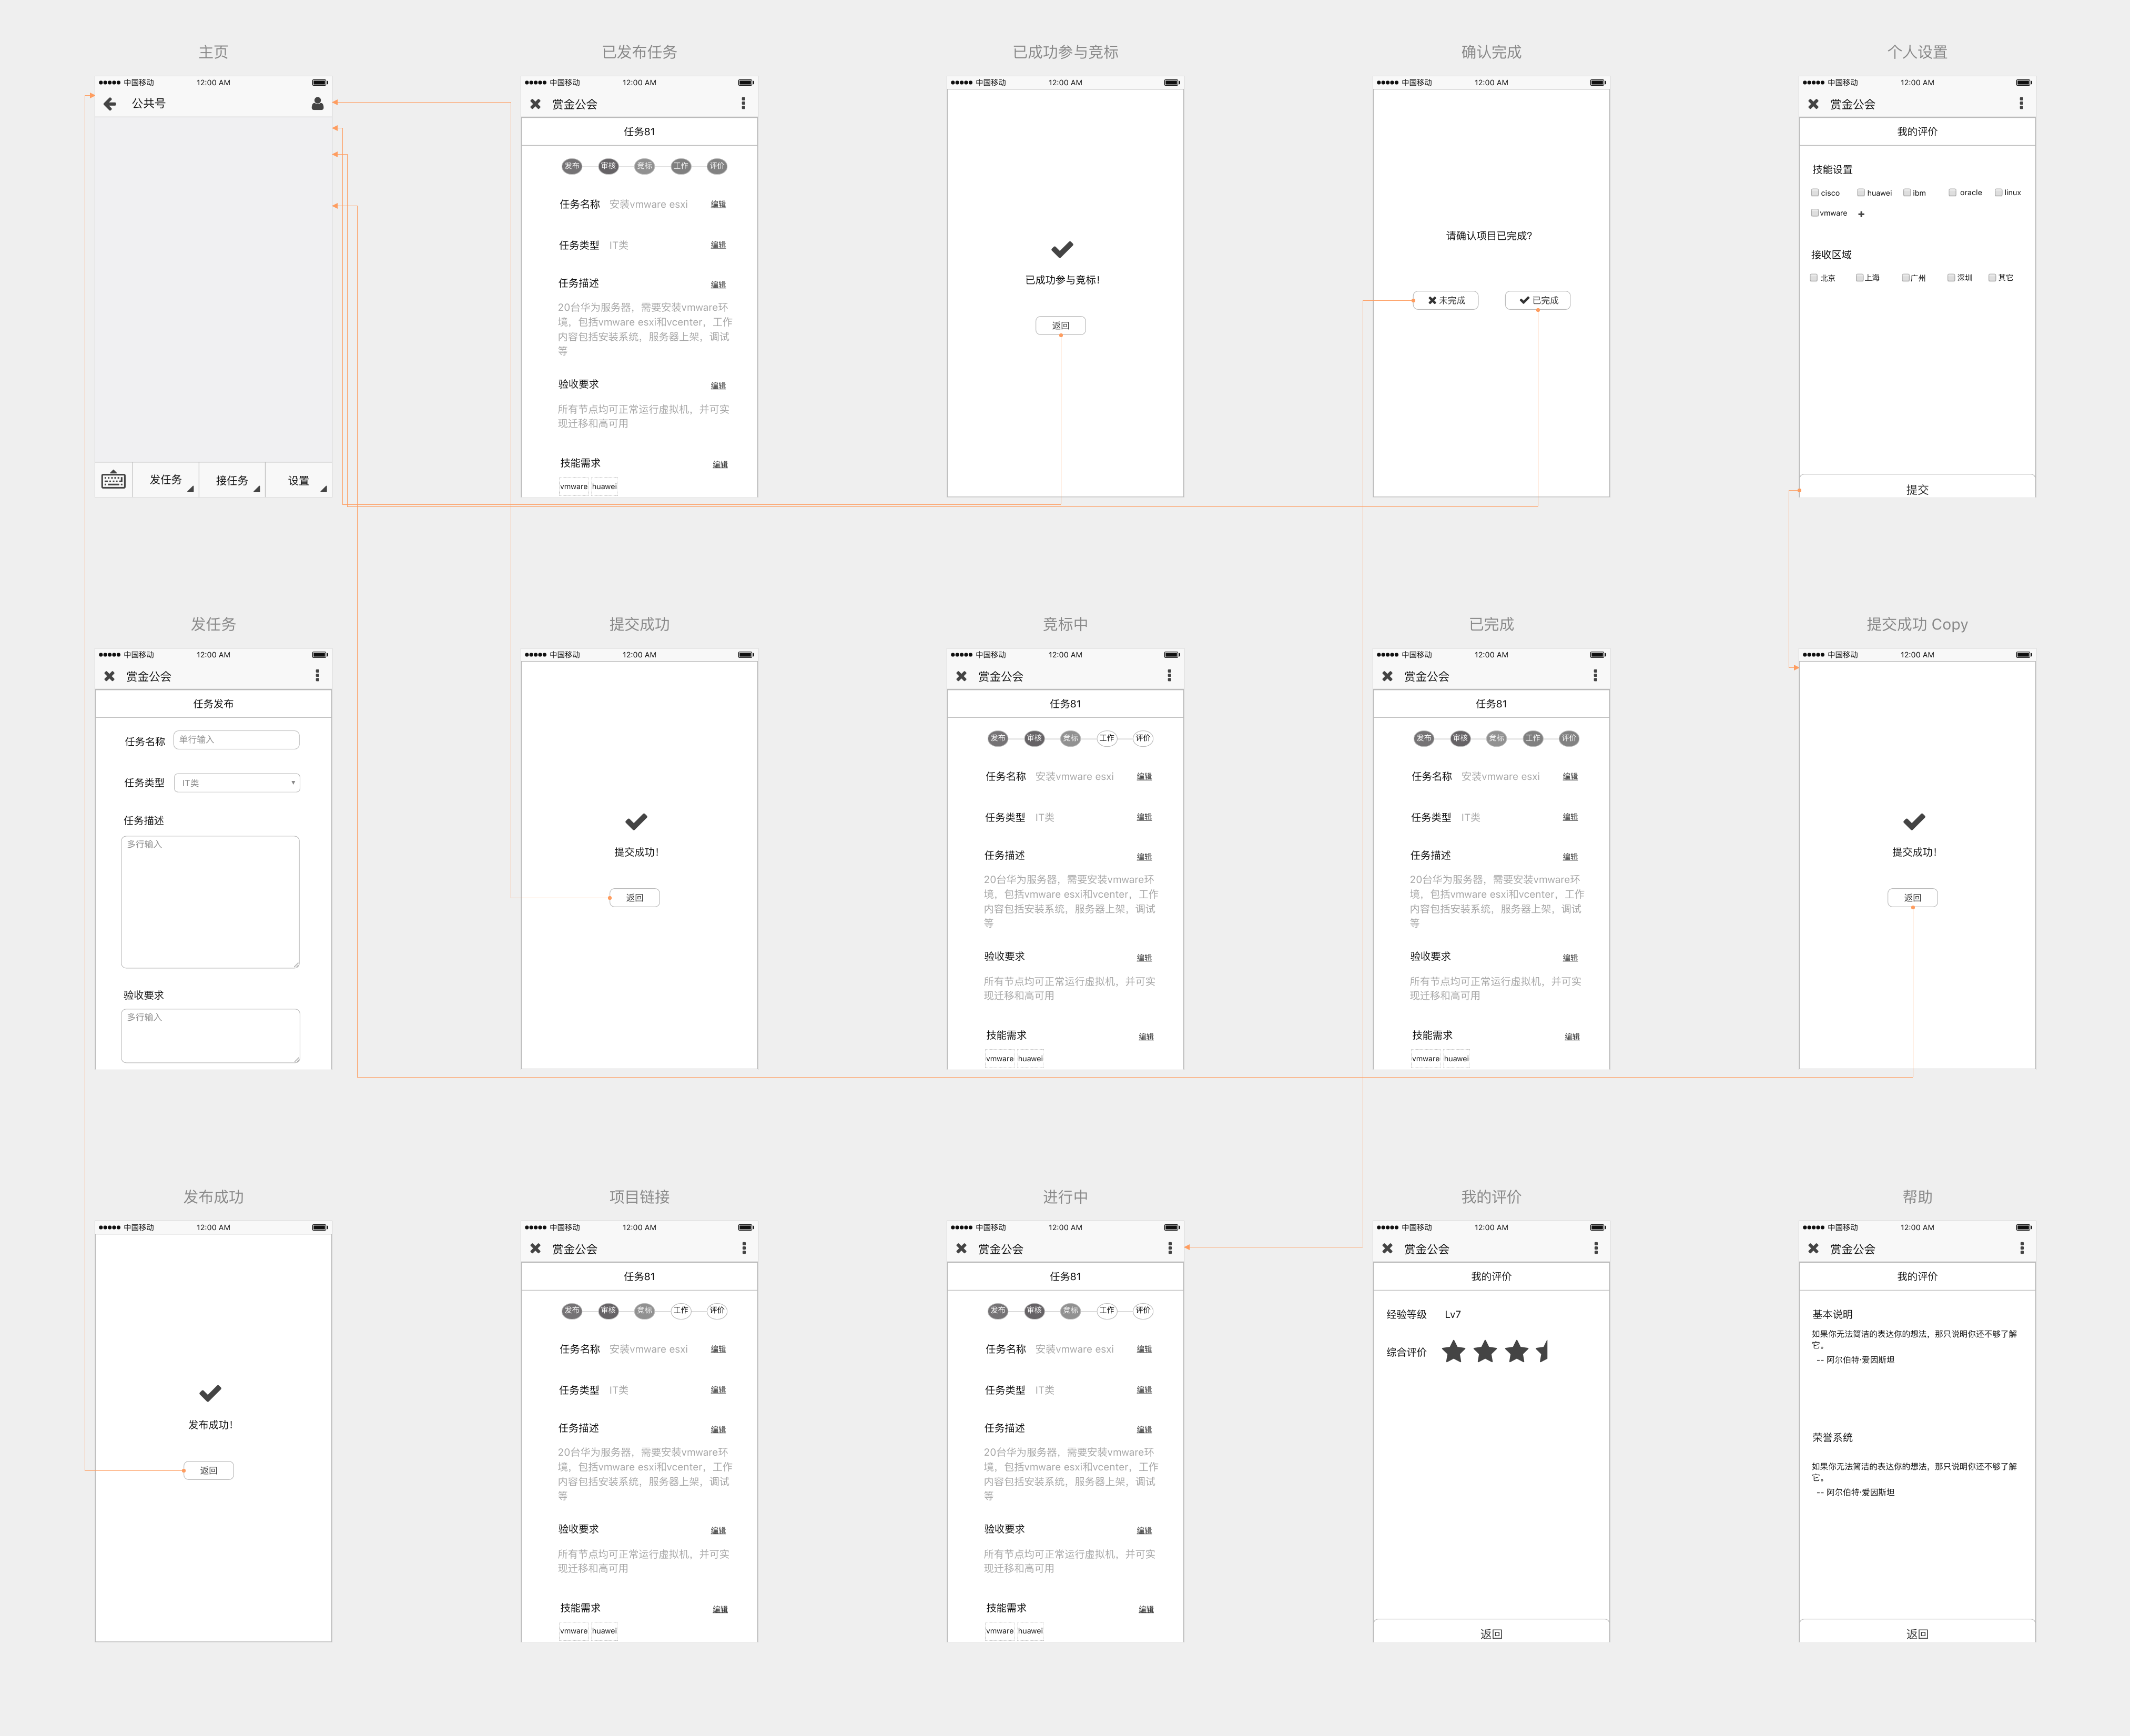 主页
中国移动 12:00 AM
公共号
发任务 接任务 设置
已发布任务
中国移动 12:00 AM
赏金公会
任务81
发布 审核 竞标 工作 评价
任务名称 安装vmware esxi 编辑
任务类型 IT类 编辑
任务描述 编辑
20台华为服务器，需要安装vmware环
境，包括vmware esxi和vcenter，工作
内容包括安装系统，服务器上架，调试
等
验收要求 编辑
所有节点均可正常运行虚拟机，并可实
现迁移和高可用
技能需求 编辑
vmware huawei
已成功参与竞标
中国移动 12:00 AM
已成功参与竞标！
返回
确认完成
中国移动 12:00 AM
请确认项目已完成？
未完成 已完成
个人设置
中国移动 12:00 AM
赏金公会
我的评价
技能设置
cisco huawei ibm oracle linux
vmware
接收区域
北京 上海 广州 深圳 其它
提交
发任务
中国移动 12:00 AM
赏金公会
任务发布
任务名称 单行输入
任务类型 IT类
任务描述
多行输入
验收要求
多行输入
提交成功
中国移动 12:00 AM
提交成功！
返回
竞标中
中国移动 12:00 AM
赏金公会
任务81
发布 审核 竞标 工作 评价
任务名称 安装vmware esxi 编辑
任务类型 IT类 编辑
任务描述 编辑
20台华为服务器，需要安装vmware环
境，包括vmware esxi和vcenter，工作
内容包括安装系统，服务器上架，调试
等
验收要求 编辑
所有节点均可正常运行虚拟机，并可实
现迁移和高可用
技能需求 编辑
vmware huawei
已完成
中国移动 12:00 AM
赏金公会
任务81
发布 审核 竞标 工作 评价
任务名称 安装vmware esxi 编辑
任务类型 IT类 编辑
任务描述 编辑
20台华为服务器，需要安装vmware环
境，包括vmware esxi和vcenter，工作
内容包括安装系统，服务器上架，调试
等
验收要求 编辑
所有节点均可正常运行虚拟机，并可实
现迁移和高可用
技能需求 编辑
vmware huawei
提交成功 Copy
中国移动 12:00 AM
提交成功！
返回
发布成功
中国移动 12:00 AM
发布成功！
返回
项目链接
中国移动 12:00 AM
赏金公会
任务81
发布 审核 竞标 工作 评价
任务名称 安装vmware esxi 编辑
任务类型 IT类 编辑
任务描述 编辑
20台华为服务器，需要安装vmware环
境，包括vmware esxi和vcenter，工作
内容包括安装系统，服务器上架，调试
等
验收要求 编辑
所有节点均可正常运行虚拟机，并可实
现迁移和高可用
技能需求 编辑
vmware huawei
进行中
中国移动 12:00 AM
赏金公会
任务81
发布 审核 竞标 工作 评价
任务名称 安装vmware esxi 编辑
任务类型 IT类 编辑
任务描述 编辑
20台华为服务器，需要安装vmware环
境，包括vmware esxi和vcenter，工作
内容包括安装系统，服务器上架，调试
等
验收要求 编辑
所有节点均可正常运行虚拟机，并可实
现迁移和高可用
技能需求 编辑
vmware huawei
我的评价
中国移动 12:00 AM
赏金公会
我的评价
经验等级 Lv7
综合评价
返回
帮助
中国移动 12:00 AM
赏金公会
我的评价
基本说明
如果你无法简洁的表达你的想法，那只说明你还不够了解
它。
-- 阿尔伯特·爱因斯坦
荣誉系统
如果你无法简洁的表达你的想法，那只说明你还不够了解
它。
-- 阿尔伯特·爱因斯坦
返回